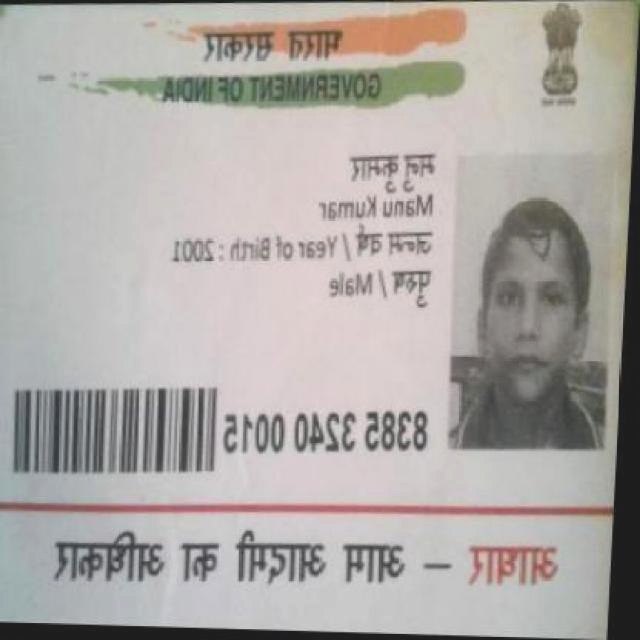 भारत सरकार
GOVERNMENT OF INDIA
मनु कुमार
Manu Kumar
जन्म वर्ष / Year of Birth : 2001
पुरुष / Male
8385 3240 0015
आधार – आम आदमी का अधिकार